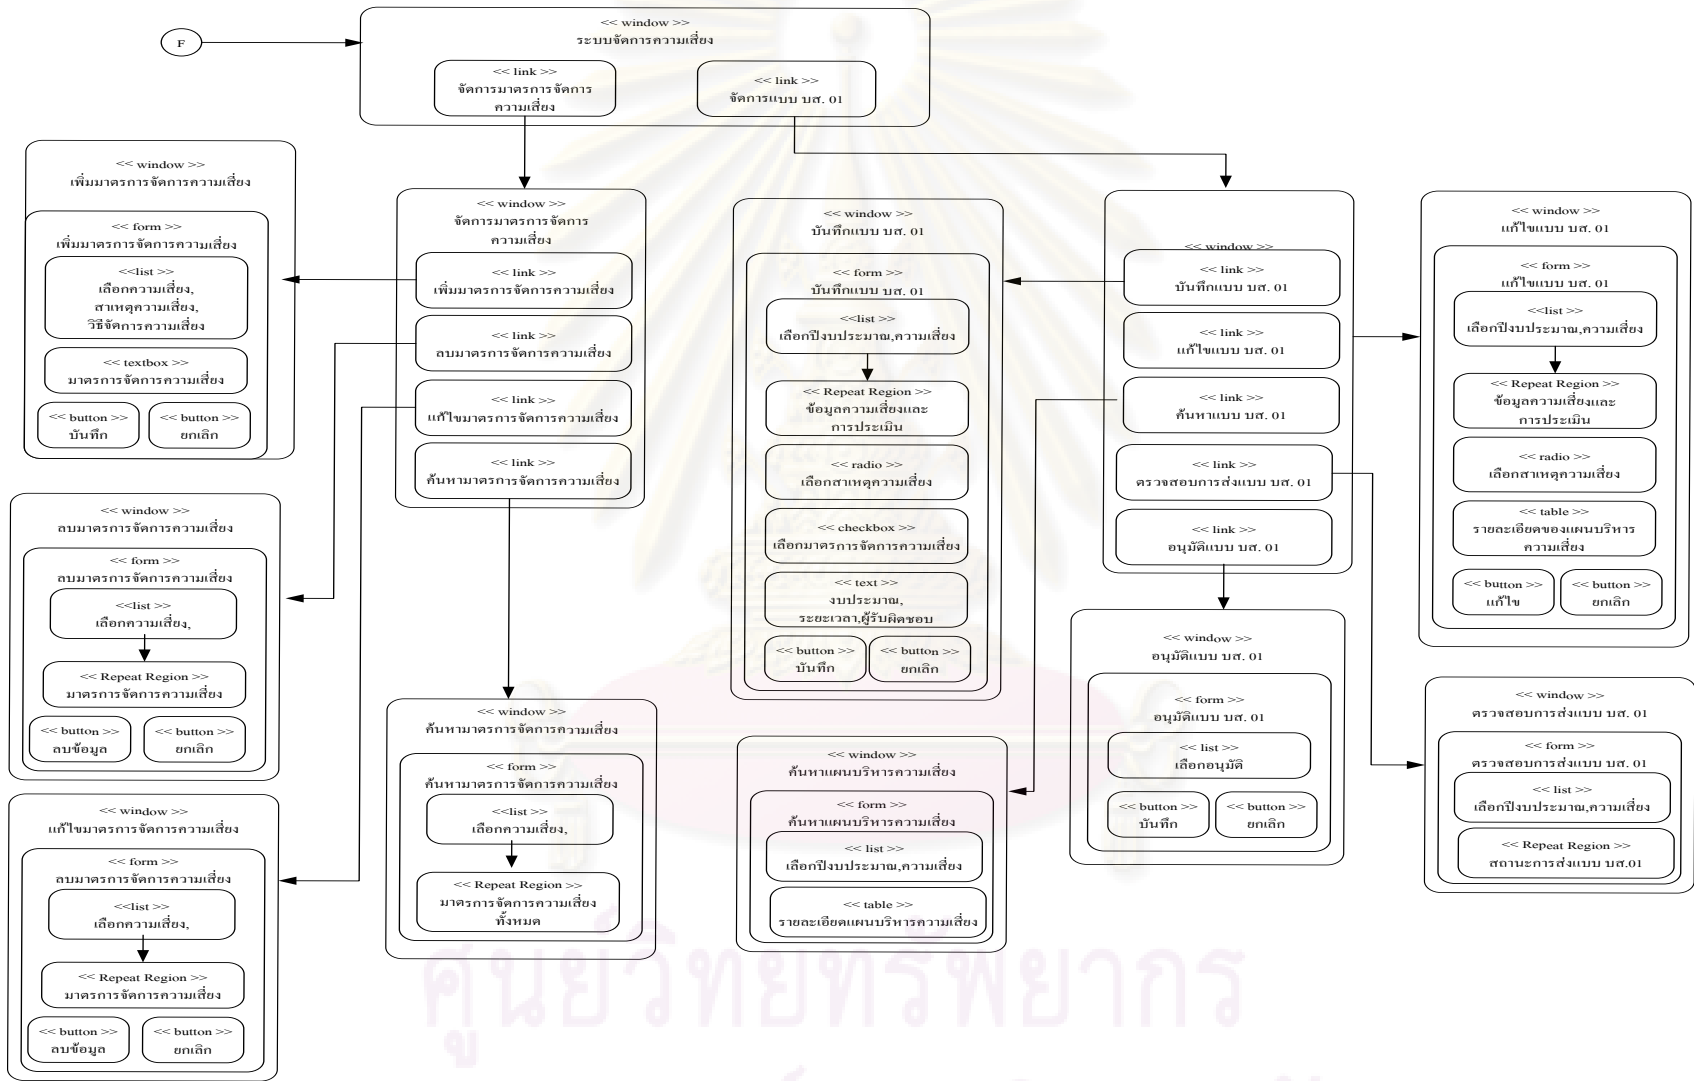 F
<< window >>
ระบบจัดการความเสี่ยง
<< link >>
จัดการมาตรการจัดการ
ความเสี่ยง
<< link >>
จัดการแบบ บส. 01
<< window >>
เพิ่มมาตรการจัดการความเสี่ยง
<< form >>
เพิ่มมาตรการจัดการความเสี่ยง
<<list >>
เลือกความเสี่ยง,
สาเหตุความเสี่ยง,
วิธีจัดการความเสี่ยง
<< textbox >>
มาตรการจัดการความเสี่ยง
<< button >>
บันทึก
<< button >>
ยกเลิก
<< window >>
ลบมาตรการจัดการความเสี่ยง
<< form >>
ลบมาตรการจัดการความเสี่ยง
<<list >>
เลือกความเสี่ยง,
<< Repeat Region >>
มาตรการจัดการความเสี่ยง
<< button >>
ลบข้อมูล
<< button >>
ยกเลิก
<< window >>
แก้ไขมาตรการจัดการความเสี่ยง
<< form >>
ลบมาตรการจัดการความเสี่ยง
<<list >>
เลือกความเสี่ยง,
<< Repeat Region >>
มาตรการจัดการความเสี่ยง
<< button >>
ลบข้อมูล
<< button >>
ยกเลิก
<< window >>
จัดการมาตรการจัดการ
ความเสี่ยง
<< link >>
เพิ่มมาตรการจัดการความเสี่ยง
<< link >>
ลบมาตรการจัดการความเสี่ยง
<< link >>
แก้ไขมาตรการจัดการความเสี่ยง
<< link >>
ค้นหามาตรการจัดการความเสี่ยง
<< window >>
ค้นหามาตรการจัดการความเสี่ยง
<< form >>
ค้นหามาตรการจัดการความเสี่ยง
<<list >>
เลือกความเสี่ยง,
<< Repeat Region >>
มาตรการจัดการความเสี่ยง
ทั้งหมด
<< window >>
บันทึกแบบ บส. 01
<< form >>
บันทึกแบบ บส. 01
<<list >>
เลือกปีงบประมาณ,ความเสี่ยง
<< Repeat Region >>
ข้อมูลความเสี่ยงและ
การประเมิน
<< radio >>
เลือกสาเหตุความเสี่ยง
<< checkbox >>
เลือกมาตรการจัดการความเสี่ยง
<< text >>
งบประมาณ,
ระยะเวลา,ผู้รับผิดชอบ
<< button >>
บันทึก
<< button >>
ยกเลิก
<< window >>
ค้นหาแผนบริหารความเสี่ยง
<< form >>
ค้นหาแผนบริหารความเสี่ยง
<< list >>
เลือกปีงบประมาณ,ความเสี่ยง
<< table >>
รายละเอียดแผนบริหารความเสี่ยง
<< window >>
<< link >>
บันทึกแบบ บส. 01
<< link >>
แก้ไขแบบ บส. 01
<< link >>
ค้นหาแบบ บส. 01
<< link >>
ตรวจสอบการส่งแบบ บส. 01
<< link >>
อนุมัติแบบ บส. 01
<< window >>
อนุมัติแบบ บส. 01
<< form >>
อนุมัติแบบ บส. 01
<< list >>
เลือกอนุมัติ
<< button >>
บันทึก
<< button >>
ยกเลิก
<< window >>
แก้ไขแบบ บส. 01
<< form >>
แก้ไขแบบ บส. 01
<<list >>
เลือกปีงบประมาณ,ความเสี่ยง
<< Repeat Region >>
ข้อมูลความเสี่ยงและ
การประเมิน
<< radio >>
เลือกสาเหตุความเสี่ยง
<< table >>
รายละเอียดของแผนบริหาร
ความเสี่ยง
<< button >>
แก้ไข
<< button >>
ยกเลิก
<< window >>
ตรวจสอบการส่งแบบ บส. 01
<< form >>
ตรวจสอบการส่งแบบ บส. 01
<< list >>
เลือกปีงบประมาณ,ความเสี่ยง
<< Repeat Region >>
สถานะการส่งแบบ บส.01
ศูนย์วิทยทรัพยากร